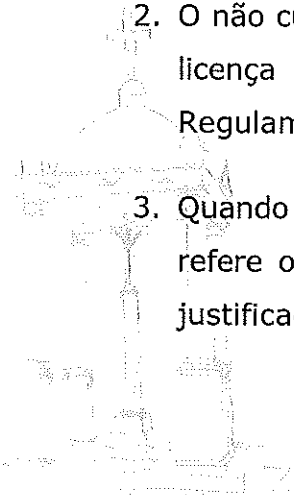 2. O não c
licença
Regulam
3. Quando
refere o
justifica